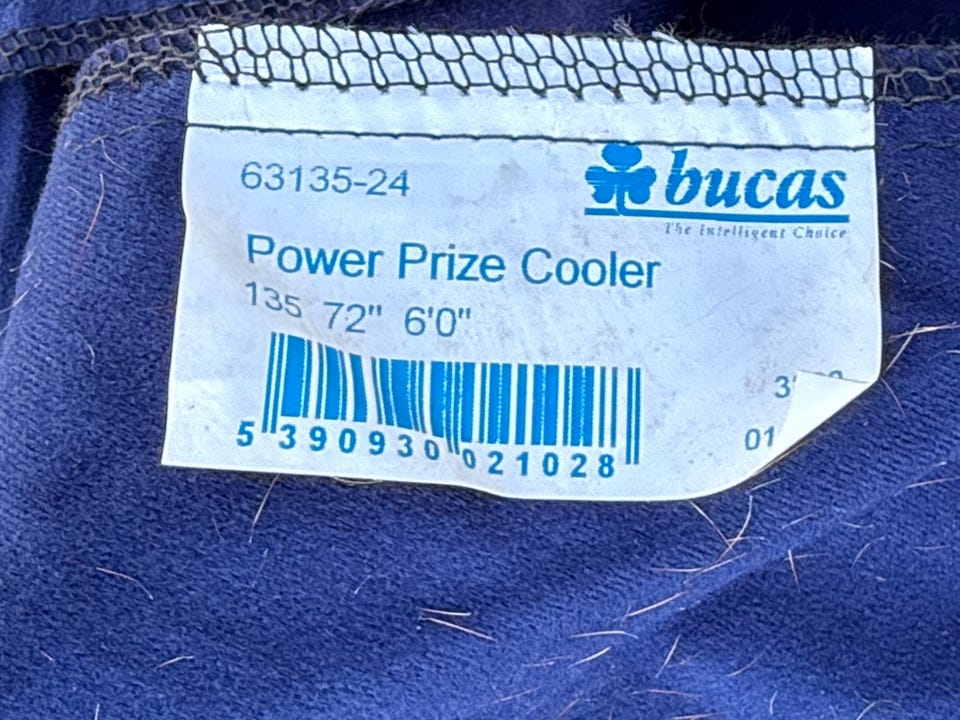 63135-24
bucas
The Intelligent Choice
Power Prize Cooler
135 72" 6'0"
5 390930 021028
01